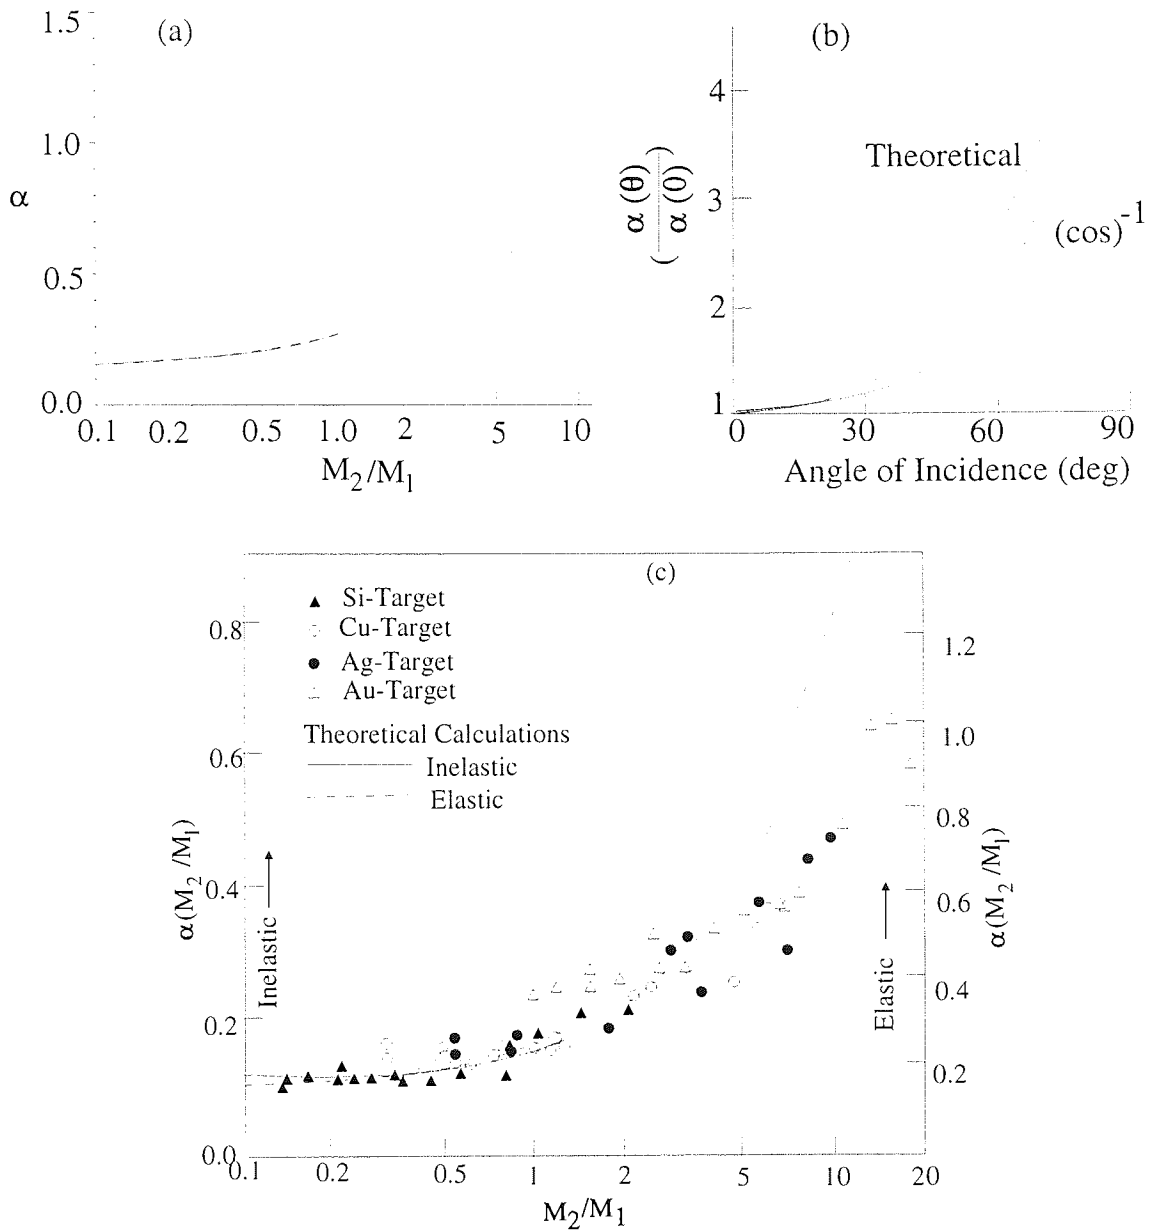 (a)
1.5
1.0
α
0.5
0.0
0.1 0.2 0.5 1.0 2 5 10
M2/M1
(b)
4
Theoretical
3
(α (θ) / α (0))
(cos)^-1
2
1
0 30 60 90
Angle of Incidence (deg)
(c)
Si-Target
Cu-Target
Ag-Target
Au-Target
Theoretical Calculations
Inelastic
Elastic
0.8
0.6
0.4
0.2
0.0
α(M2/M1)
Inelastic
1.2
1.0
0.8
0.6
0.4
0.2
α(M2/M1)
Elastic
0.1 0.2 0.5 1 2 5 10 20
M2/M1